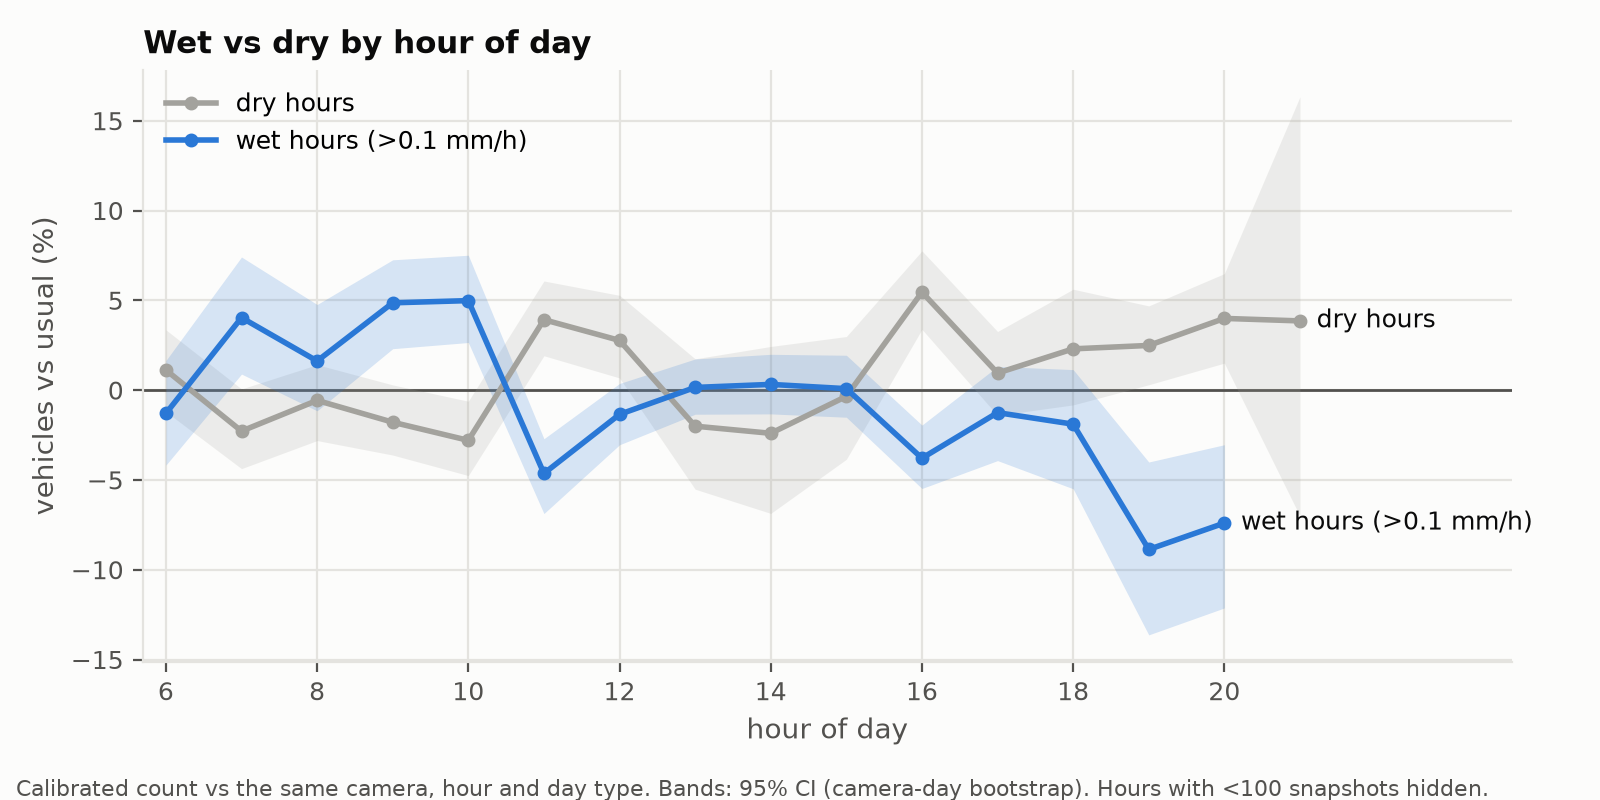 Wet vs dry by hour of day
dry hours
wet hours (>0.1 mm/h)
15
10
5
0
−5
−10
−15
vehicles vs usual (%)
dry hours
wet hours (>0.1 mm/h)
6 8 10 12 14 16 18 20
hour of day
Calibrated count vs the same camera, hour and day type. Bands: 95% CI (camera-day bootstrap). Hours with <100 snapshots hidden.